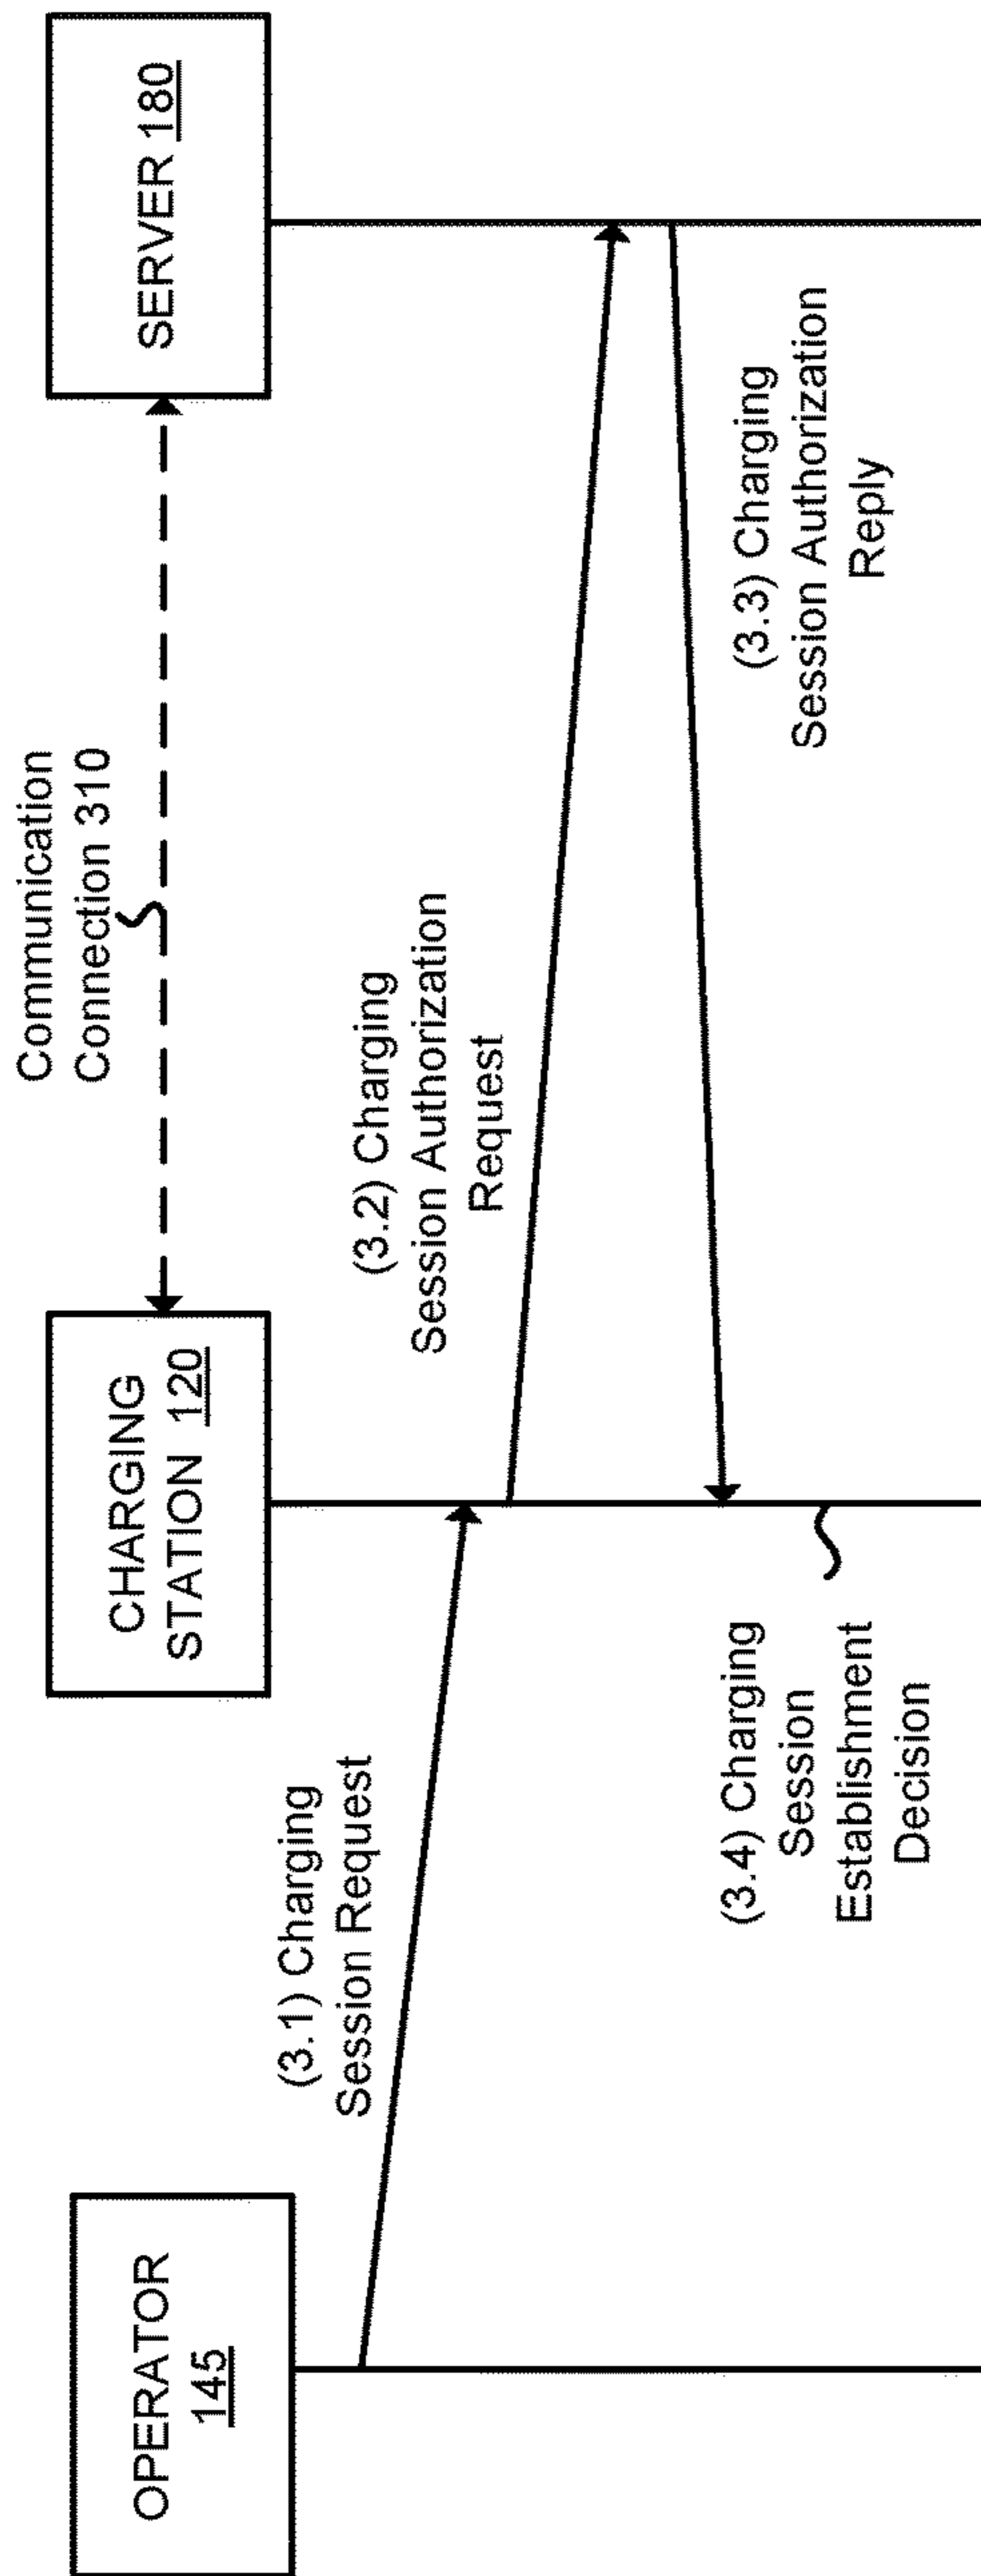 OPERATOR
145
CHARGING
STATION 120
Communication
Connection 310
SERVER 180
(3.1) Charging
Session Request
(3.2) Charging
Session Authorization
Request
(3.3) Charging
Session Authorization
Reply
(3.4) Charging
Session
Establishment
Decision